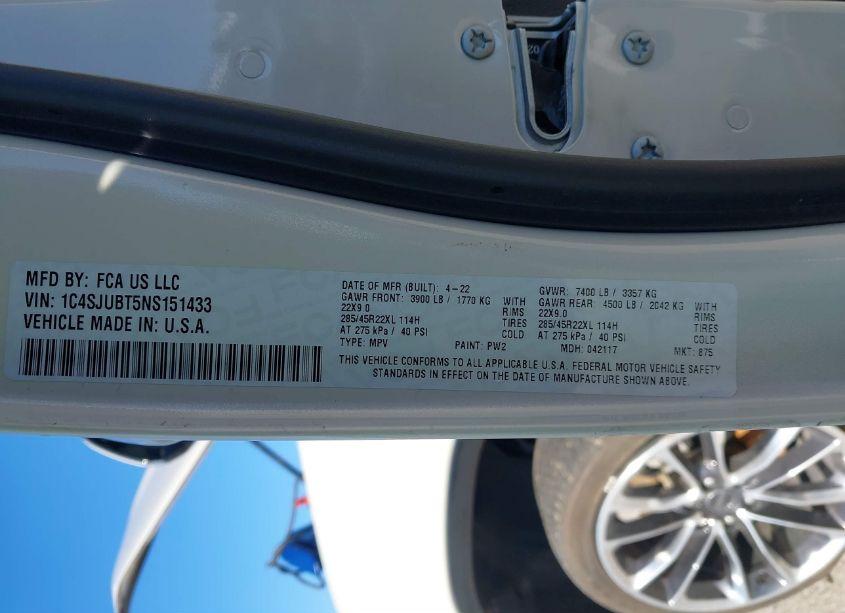 MFD BY: FCA US LLC
VIN: 1C4SJUBT5NS151433
VEHICLE MADE IN: U.S.A.
DATE OF MFR (BUILT): 4-22
GAWR FRONT: 3900 LB / 1770 KG WITH
22X9.0 RIMS
285/45R22XL 114H TIRES
AT 275 kPa / 40 PSI COLD
TYPE: MPV PAINT: PW2
GVWR: 7400 LB / 3357 KG
GAWR REAR: 4500 LB / 2042 KG WITH
22X9.0 RIMS
285/45R22XL 114H TIRES
AT 275 kPa / 40 PSI COLD
MDH: 042117 MKT: 875
THIS VEHICLE CONFORMS TO ALL APPLICABLE U.S.A. FEDERAL MOTOR VEHICLE SAFETY
STANDARDS IN EFFECT ON THE DATE OF MANUFACTURE SHOWN ABOVE.